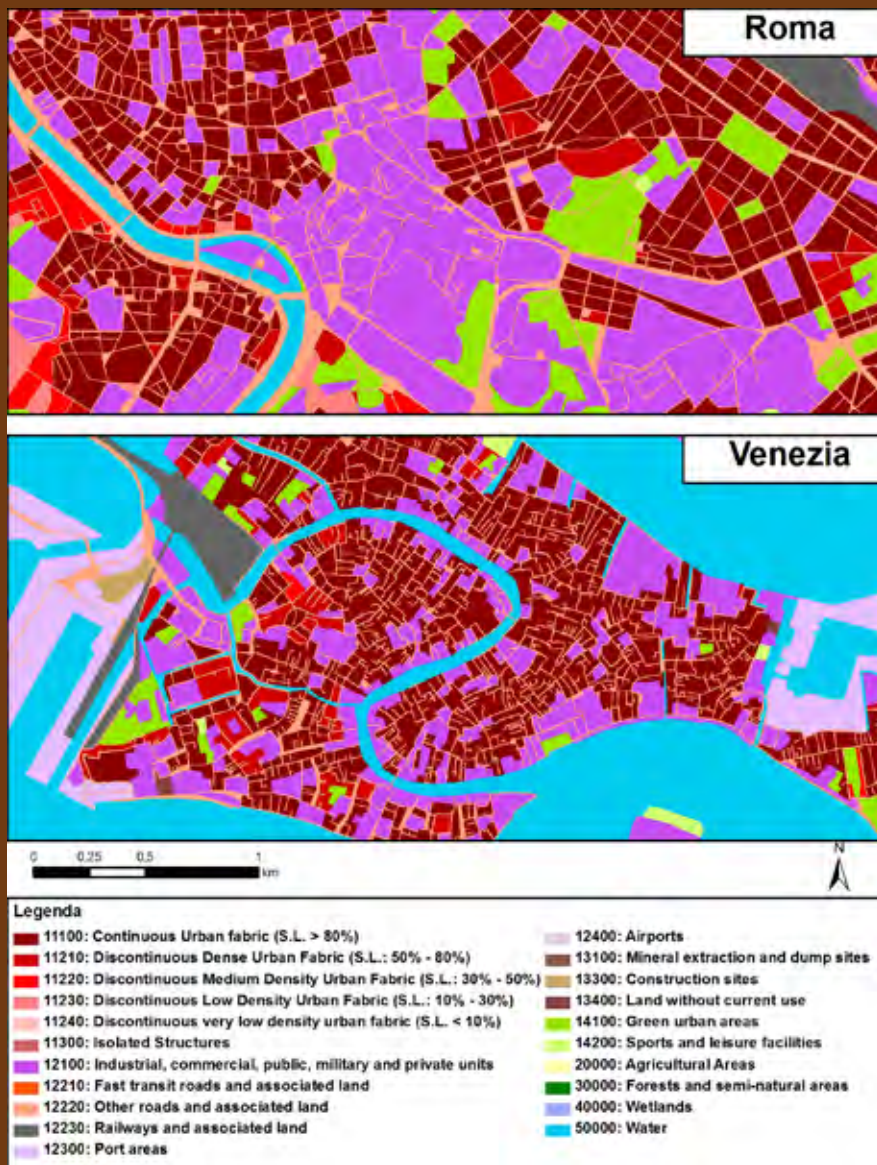 Roma
Venezia
0 0,25 0,5 1
km
N
Legenda
11100: Continuous Urban fabric (S.L. > 80%)
11210: Discontinuous Dense Urban Fabric (S.L.: 50% - 80%)
11220: Discontinuous Medium Density Urban Fabric (S.L.: 30% - 50%)
11230: Discontinuous Low Density Urban Fabric (S.L.: 10% - 30%)
11240: Discontinuous very low density urban fabric (S.L. < 10%)
11300: Isolated Structures
12100: Industrial, commercial, public, military and private units
12210: Fast transit roads and associated land
12220: Other roads and associated land
12230: Railways and associated land
12300: Port areas
12400: Airports
13100: Mineral extraction and dump sites
13300: Construction sites
13400: Land without current use
14100: Green urban areas
14200: Sports and leisure facilities
20000: Agricultural Areas
30000: Forests and semi-natural areas
40000: Wetlands
50000: Water